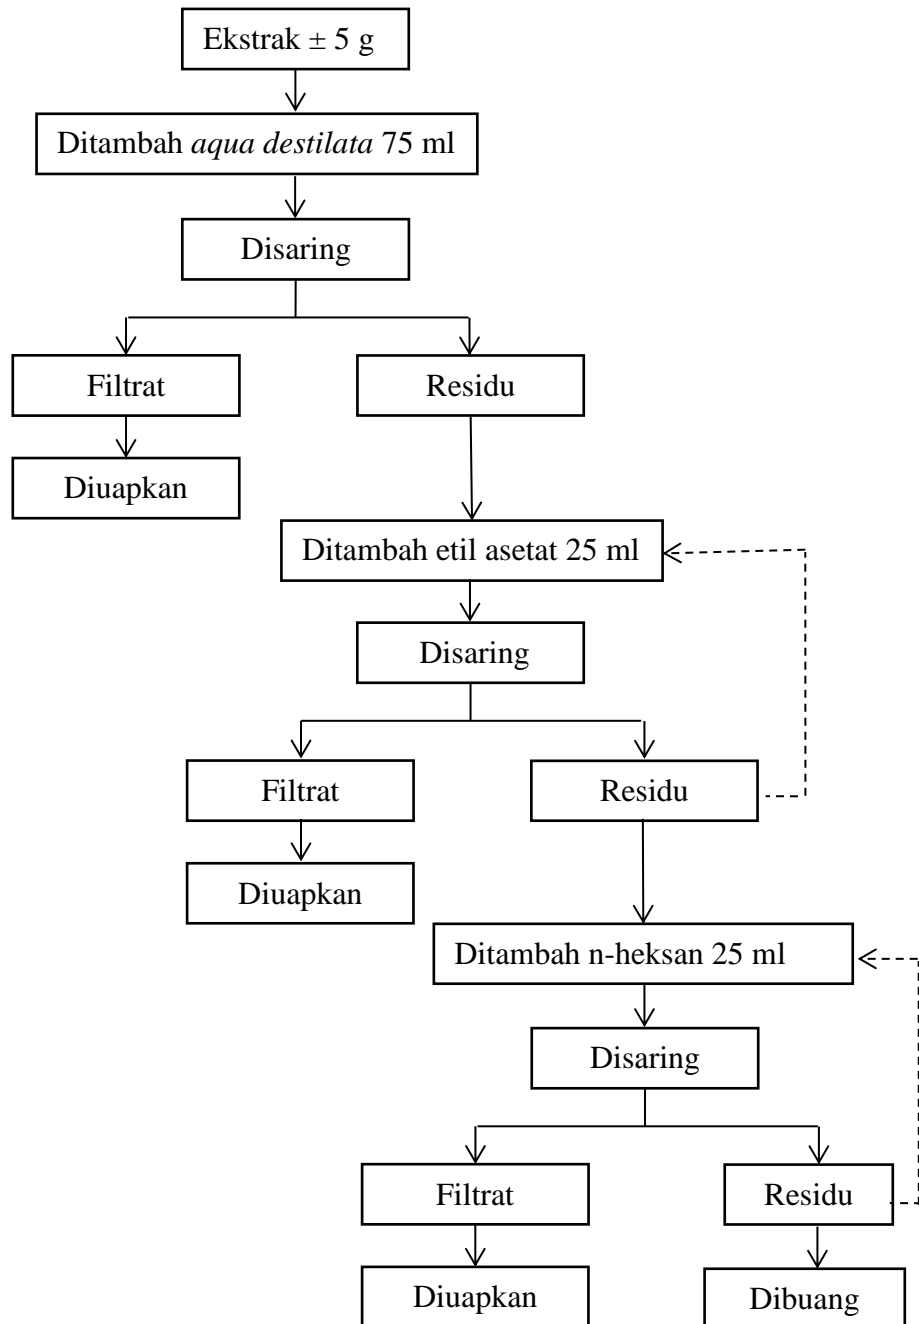 Ekstrak ± 5 g
Ditambah aqua destilata 75 ml
Disaring
Filtrat
Residu
Diuapkan
Ditambah etil asetat 25 ml
Disaring
Filtrat
Residu
Diuapkan
Ditambah n-heksan 25 ml
Disaring
Filtrat
Residu
Diuapkan
Dibuang